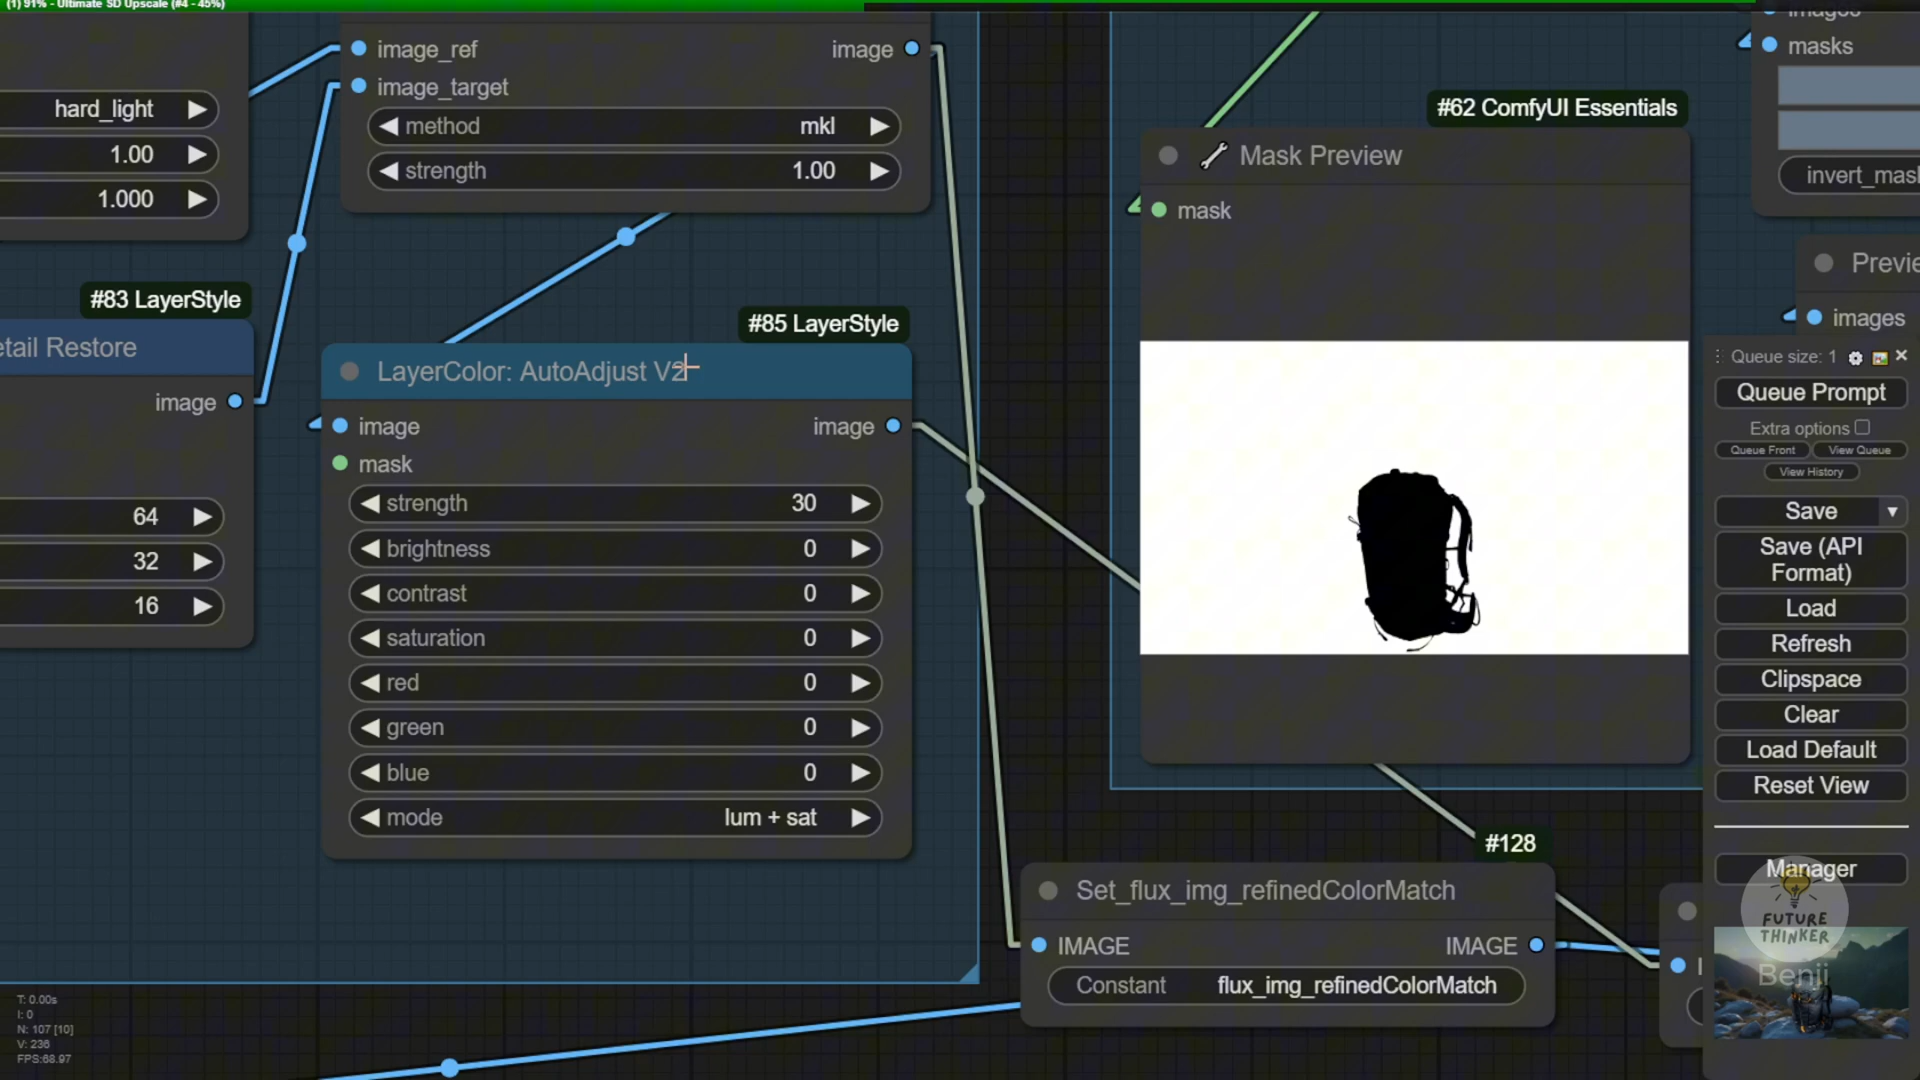 (1) 91% - Ultimate SD Upscale (#4 - 45%)
image_ref
image
image_target
method
mkl
strength
1.00
hard_light
1.00
1.000
#83 LayerStyle
etail Restore
image
64
32
16
#85 LayerStyle
LayerColor: AutoAdjust V2
image
image
mask
strength
30
brightness
0
contrast
0
saturation
0
red
0
green
0
blue
0
mode
lum + sat
#62 ComfyUI Essentials
Mask Preview
mask
images
masks
invert_mask
Previe
images
Queue size: 1
Queue Prompt
Extra options
Queue Front
View Queue
View History
Save
Save (API
Format)
Load
Refresh
Clipspace
Clear
Load Default
Reset View
Manager
FUTURE
THINKER
Benji
#128
Set_flux_img_refinedColorMatch
IMAGE
IMAGE
Constant
flux_img_refinedColorMatch
T: 0.00s
I: 0
N: 107 [10]
V: 236
FPS:68.97